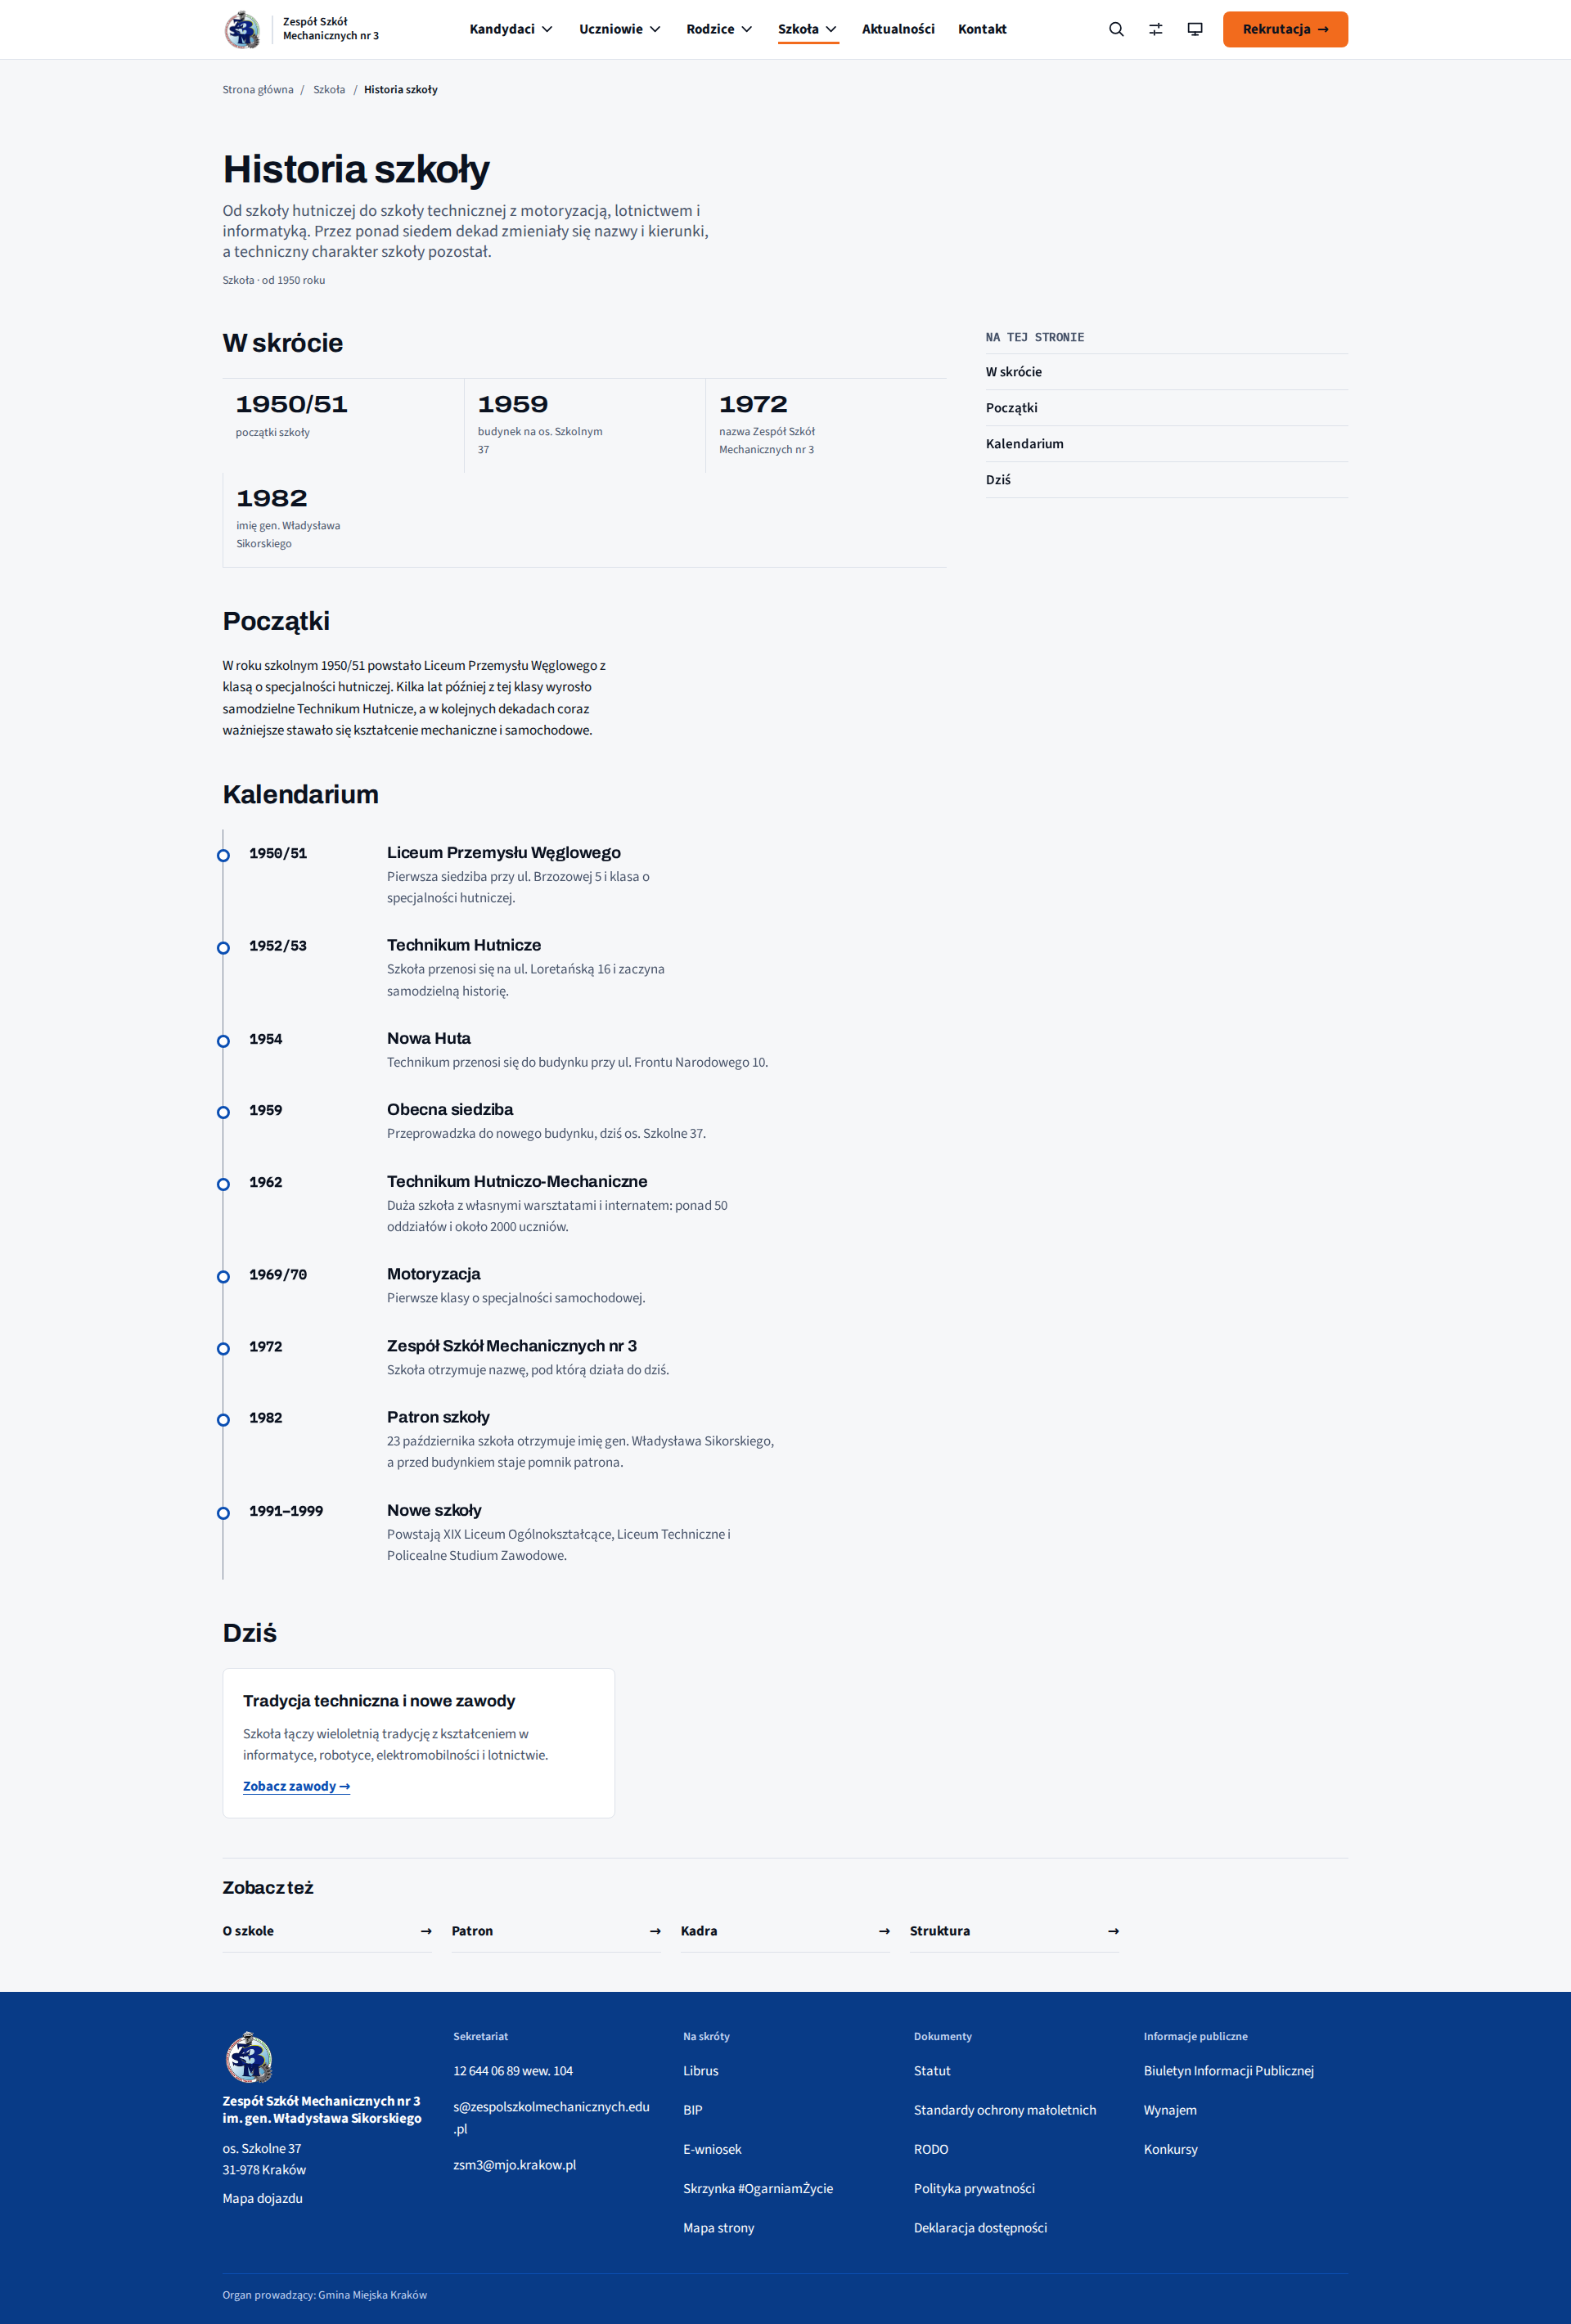 Zespół Szkół
Mechanicznych nr 3
Kandydaci
Uczniowie
Rodzice
Szkoła
Aktualności
Kontakt
Rekrutacja →
Strona główna / Szkoła / Historia szkoły
Historia szkoły
Od szkoły hutniczej do szkoły technicznej z motoryzacją, lotnictwem i
informatyką. Przez ponad siedem dekad zmieniały się nazwy i kierunki,
a techniczny charakter szkoły pozostał.
Szkoła · od 1950 roku
W skrócie
1950/51
początki szkoły
1959
budynek na os. Szkolnym
37
1972
nazwa Zespół Szkół
Mechanicznych nr 3
1982
imię gen. Władysława
Sikorskiego
NA TEJ STRONIE
W skrócie
Początki
Kalendarium
Dziś
Początki
W roku szkolnym 1950/51 powstało Liceum Przemysłu Węglowego z
klasą o specjalności hutniczej. Kilka lat później z tej klasy wyrosło
samodzielne Technikum Hutnicze, a w kolejnych dekadach coraz
ważniejsze stawało się kształcenie mechaniczne i samochodowe.
Kalendarium
1950/51
Liceum Przemysłu Węglowego
Pierwsza siedziba przy ul. Brzozowej 5 i klasa o
specjalności hutniczej.
1952/53
Technikum Hutnicze
Szkoła przenosi się na ul. Loretańską 16 i zaczyna
samodzielną historię.
1954
Nowa Huta
Technikum przenosi się do budynku przy ul. Frontu Narodowego 10.
1959
Obecna siedziba
Przeprowadzka do nowego budynku, dziś os. Szkolne 37.
1962
Technikum Hutniczo-Mechaniczne
Duża szkoła z własnymi warsztatami i internatem: ponad 50
oddziałów i około 2000 uczniów.
1969/70
Motoryzacja
Pierwsze klasy o specjalności samochodowej.
1972
Zespół Szkół Mechanicznych nr 3
Szkoła otrzymuje nazwę, pod którą działa do dziś.
1982
Patron szkoły
23 października szkoła otrzymuje imię gen. Władysława Sikorskiego,
a przed budynkiem staje pomnik patrona.
1991–1999
Nowe szkoły
Powstają XIX Liceum Ogólnokształcące, Liceum Techniczne i
Policealne Studium Zawodowe.
Dziś
Tradycja techniczna i nowe zawody
Szkoła łączy wieloletnią tradycję z kształceniem w
informatyce, robotyce, elektromobilności i lotnictwie.
Zobacz zawody →
Zobacz też
O szkole →
Patron →
Kadra →
Struktura →
Zespół Szkół Mechanicznych nr 3
im. gen. Władysława Sikorskiego
os. Szkolne 37
31-978 Kraków
Mapa dojazdu
Sekretariat
12 644 06 89 wew. 104
s@zespolszkolmechanicznych.edu
.pl
zsm3@mjo.krakow.pl
Na skróty
Librus
BIP
E-wniosek
Skrzynka #OgarniamŻycie
Mapa strony
Dokumenty
Statut
Standardy ochrony małoletnich
RODO
Polityka prywatności
Deklaracja dostępności
Informacje publiczne
Biuletyn Informacji Publicznej
Wynajem
Konkursy
Organ prowadzący: Gmina Miejska Kraków